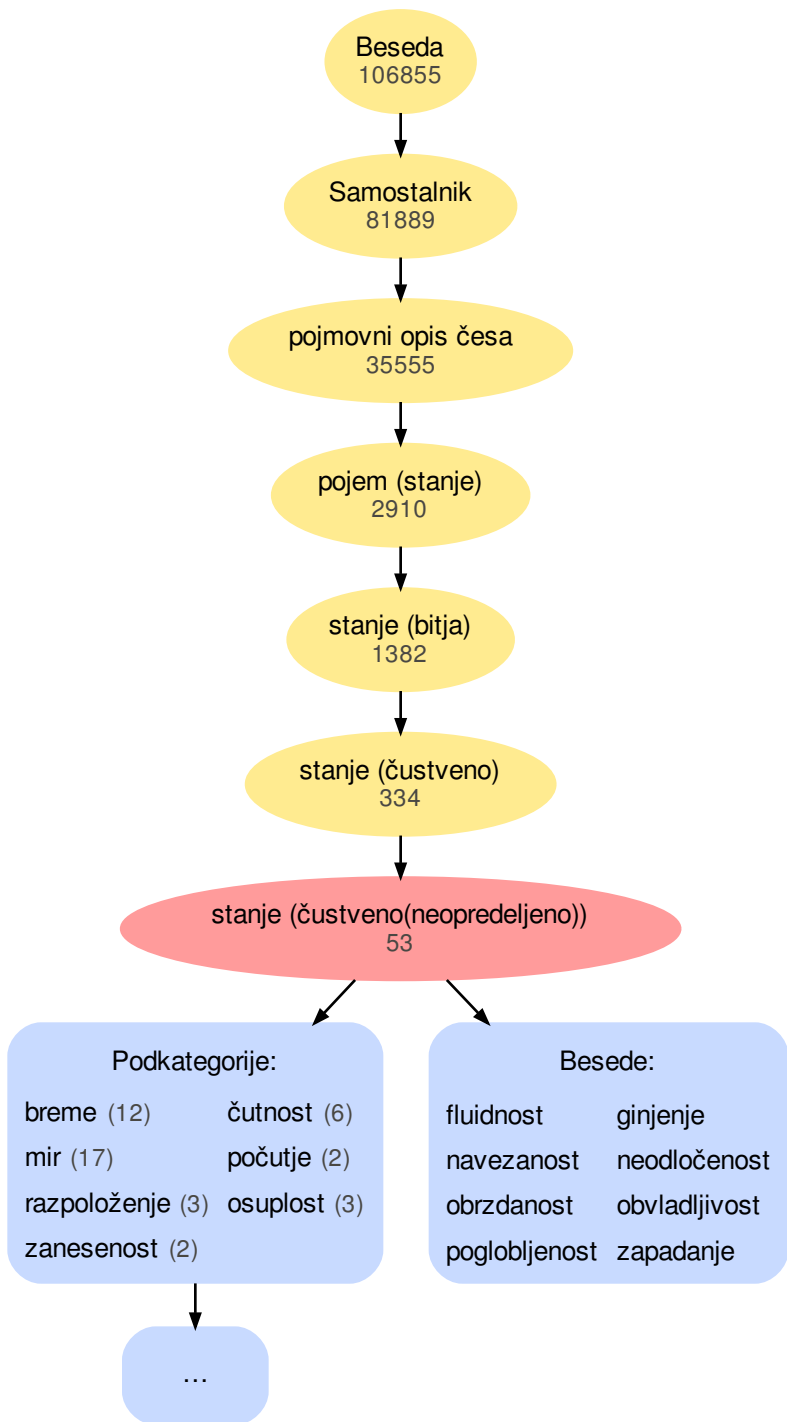 Beseda
106855
Samostalnik
81889
pojmovni opis česa
35555
pojem (stanje)
2910
stanje (bitja)
1382
stanje (čustveno)
334
stanje (čustveno(neopredeljeno))
53
Podkategorije:
breme (12) čutnost (6)
mir (17) počutje (2)
razpoloženje (3) osuplost (3)
zanesenost (2)
Besede:
fluidnost ginjenje
navezanost neodločenost
obrzdanost obvladljivost
poglobljenost zapadanje
...